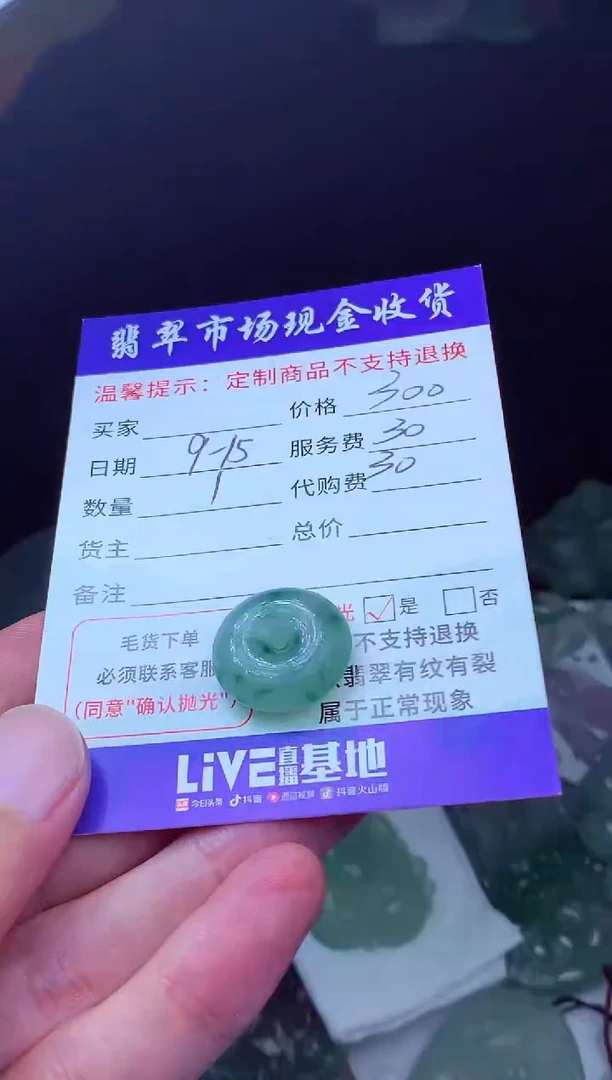 翡翠市场现金收货
温馨提示：定制商品不支持退换
买家 价格 300
日期 9-15 服务费 30
数量 1 代购费 30
货主 总价
备注
光 是 否
毛货下单 不支持退换
必须联系客服 翡翠有纹有裂
(同意"确认抛光") 属于正常现象
LiVE直播基地
今日头条 抖音 西瓜视频 抖音火山版